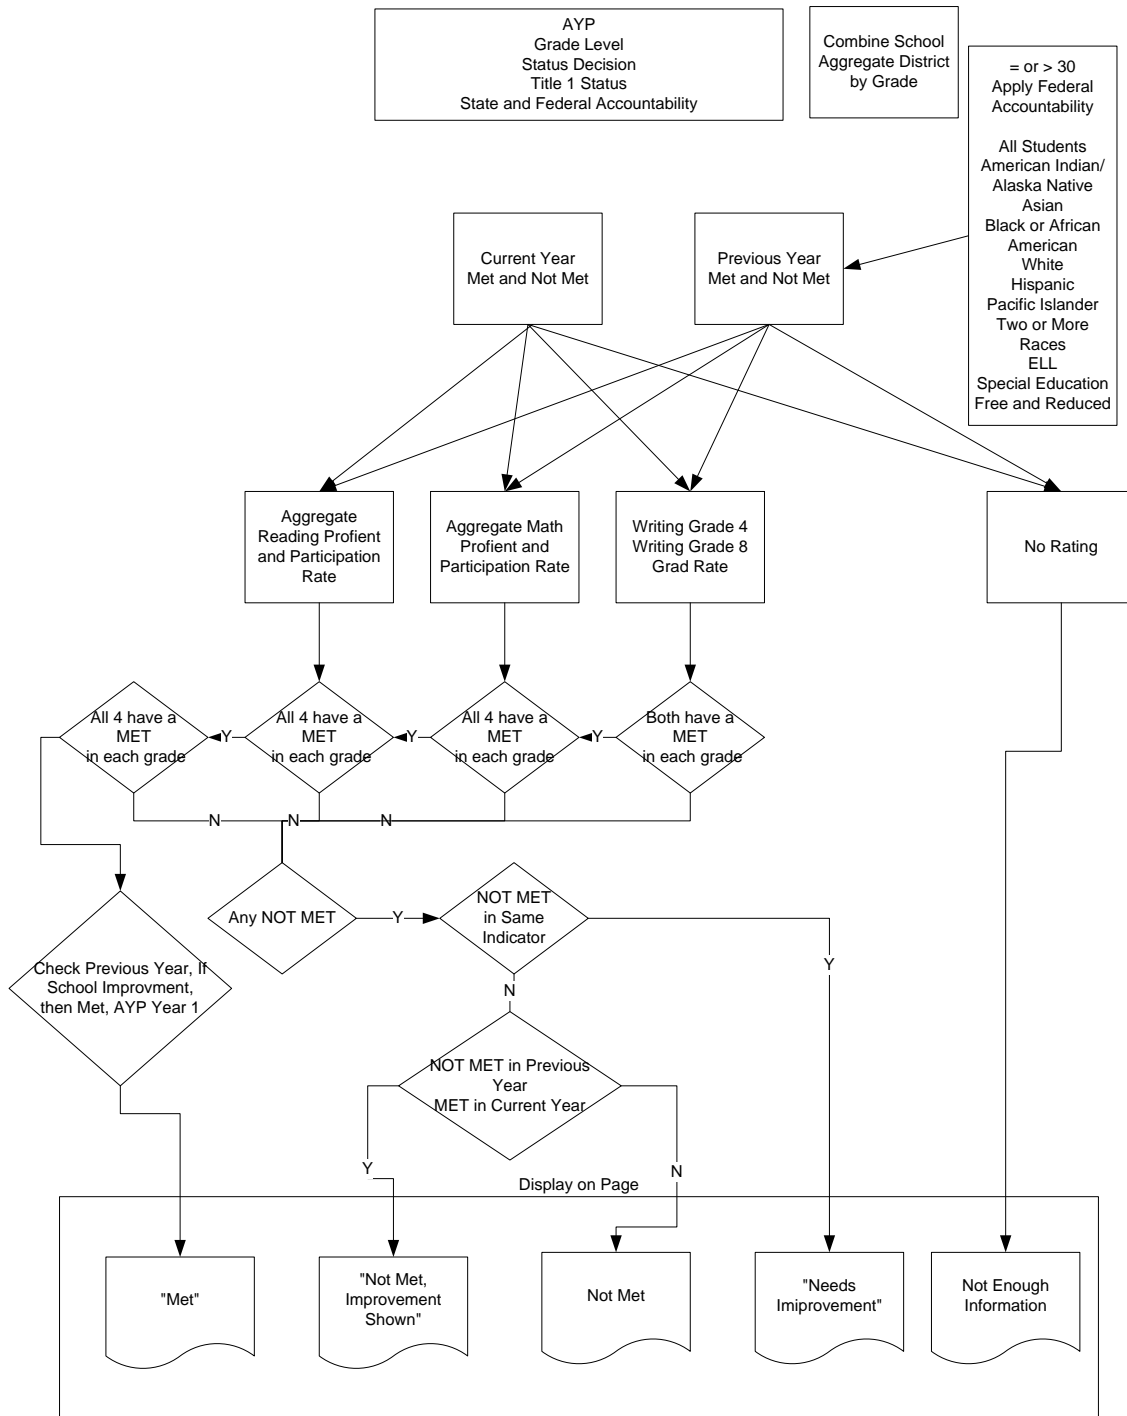 AYP
Grade Level
Status Decision
Title 1 Status
State and Federal Accountability
Combine School
Aggregate District
by Grade
= or > 30
Apply Federal
Accountability
All Students
American Indian/
Alaska Native
Asian
Black or African
American
White
Hispanic
Pacific Islander
Two or More
Races
ELL
Special Education
Free and Reduced
Current Year
Met and Not Met
Previous Year
Met and Not Met
Aggregate
Reading Profient
and Participation
Rate
Aggregate Math
Profient and
Participation Rate
Writing Grade 4
Writing Grade 8
Grad Rate
No Rating
All 4 have a
MET
in each grade
Y
All 4 have a
MET
in each grade
Y
All 4 have a
MET
in each grade
Y
Both have a
MET
in each grade
N
N
N
Any NOT MET
Y
NOT MET
in Same
Indicator
Y
N
Check Previous Year, If
School Improvment,
then Met, AYP Year 1
NOT MET in Previous
Year
MET in Current Year
Y
N
Display on Page
"Met"
"Not Met,
Improvement
Shown"
Not Met
"Needs
Imiprovement"
Not Enough
Information